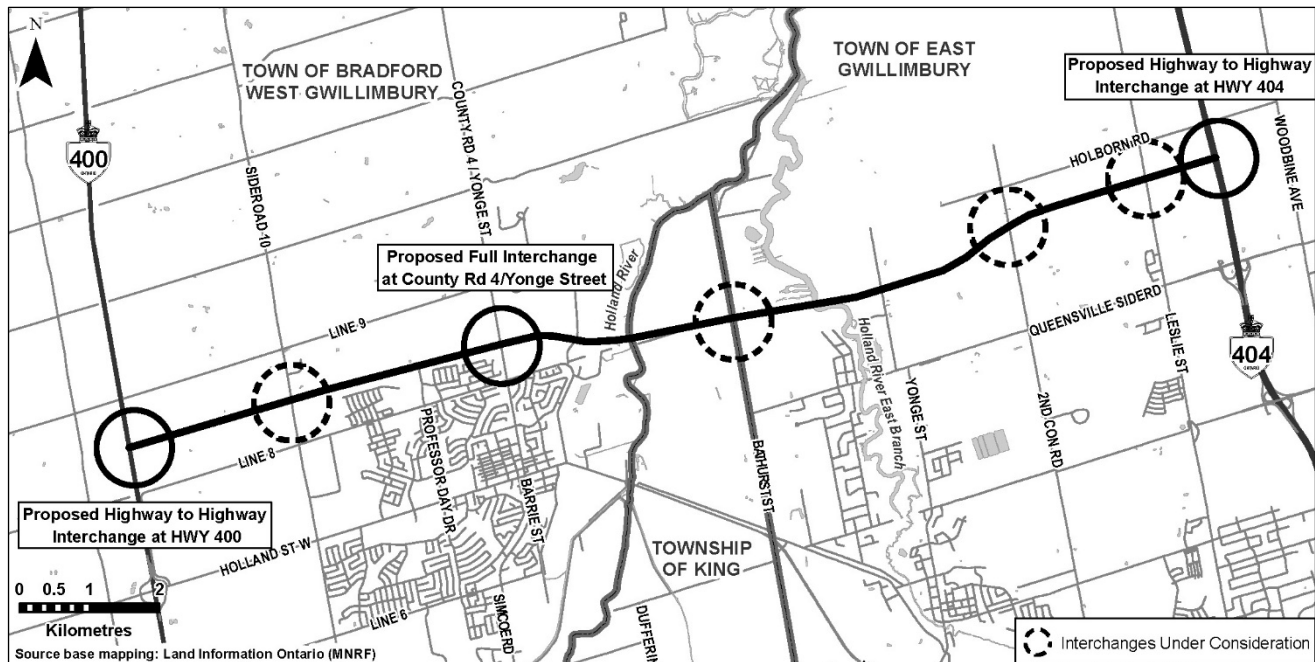 N
TOWN OF BRADFORD
WEST GWILLIMBURY
TOWN OF EAST
GWILLIMBURY
Proposed Highway to Highway
Interchange at HWY 404
400
ONTARIO
SIDEROAD 10
COUNTY RD 4 / YONGE ST
HOLBORN RD
WOODBINE AVE
Proposed Full Interchange
at County Rd 4/Yonge Street
Holland River
LINE 9
QUEENSVILLE SIDERD
LESLIE ST
404
ONTARIO
LINE 8
PROFESSOR DAY DR
BARRIE ST
BATHURST ST
Holland River East Branch
YONGE ST
2ND CON RD
Proposed Highway to Highway
Interchange at HWY 400
HOLLAND ST W
TOWNSHIP
OF KING
0 0.5 1 2
Kilometres
LINE 6
SIMCOERD
DUFFERIN
Interchanges Under Consideration
Source base mapping: Land Information Ontario (MNRF)